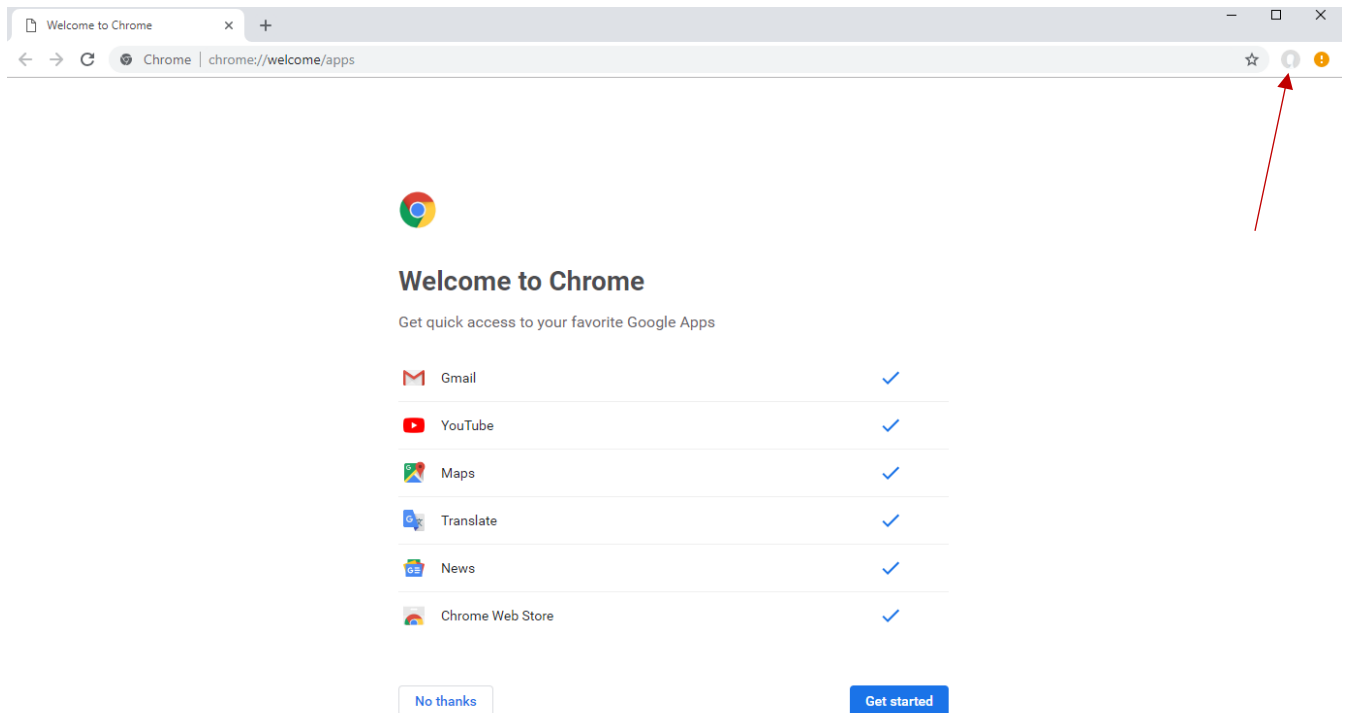 Welcome to Chrome
Chrome | chrome://welcome/apps
Welcome to Chrome
Get quick access to your favorite Google Apps
Gmail
YouTube
Maps
Translate
News
Chrome Web Store
No thanks
Get started